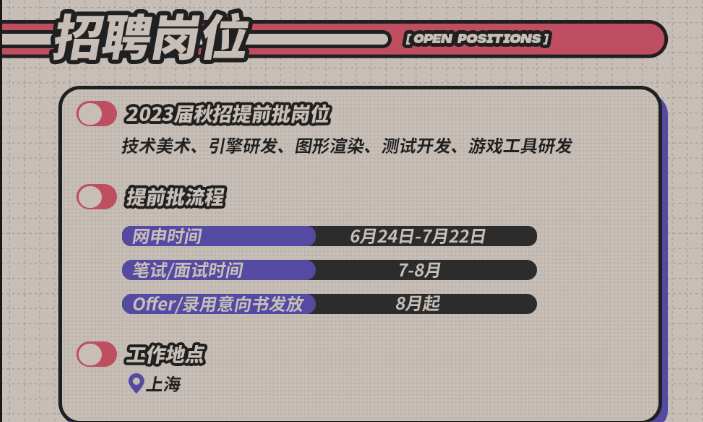 招聘岗位
[ OPEN POSITIONS ]
2023届秋招提前批岗位
技术美术、引擎研发、图形渲染、测试开发、游戏工具研发
提前批流程
网申时间 6月24日-7月22日
笔试/面试时间 7-8月
Offer/录用意向书发放 8月起
工作地点
上海